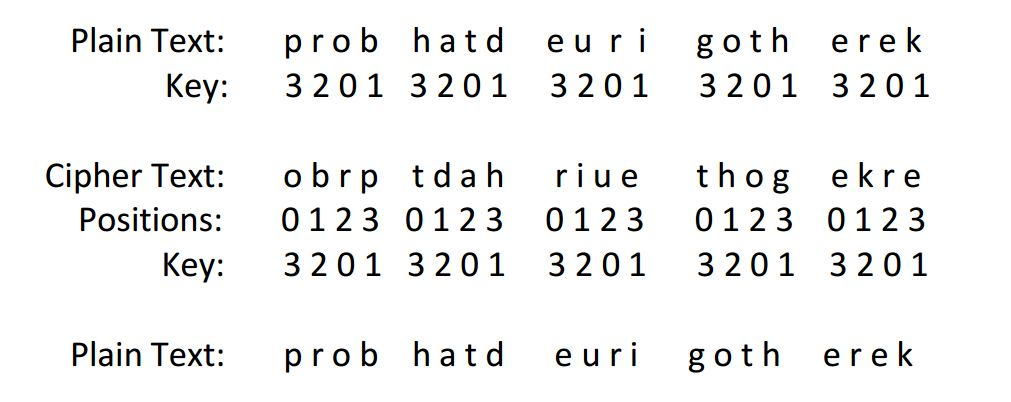 Plain Text: p r o b h a t d e u r i g o t h e r e k
Key: 3 2 0 1 3 2 0 1 3 2 0 1 3 2 0 1 3 2 0 1
Cipher Text: o b r p t d a h r i u e t h o g e k r e
Positions: 0 1 2 3 0 1 2 3 0 1 2 3 0 1 2 3 0 1 2 3
Key: 3 2 0 1 3 2 0 1 3 2 0 1 3 2 0 1 3 2 0 1
Plain Text: p r o b h a t d e u r i g o t h e r e k